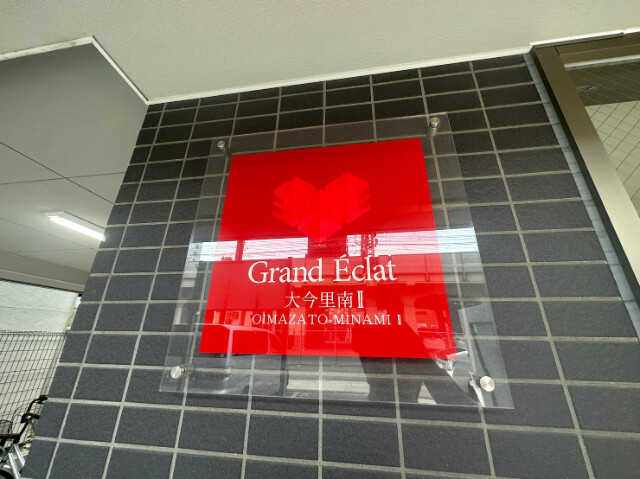 Grand Éclat
大今里南Ⅱ
OIMAZATO-MINAMI Ⅱ